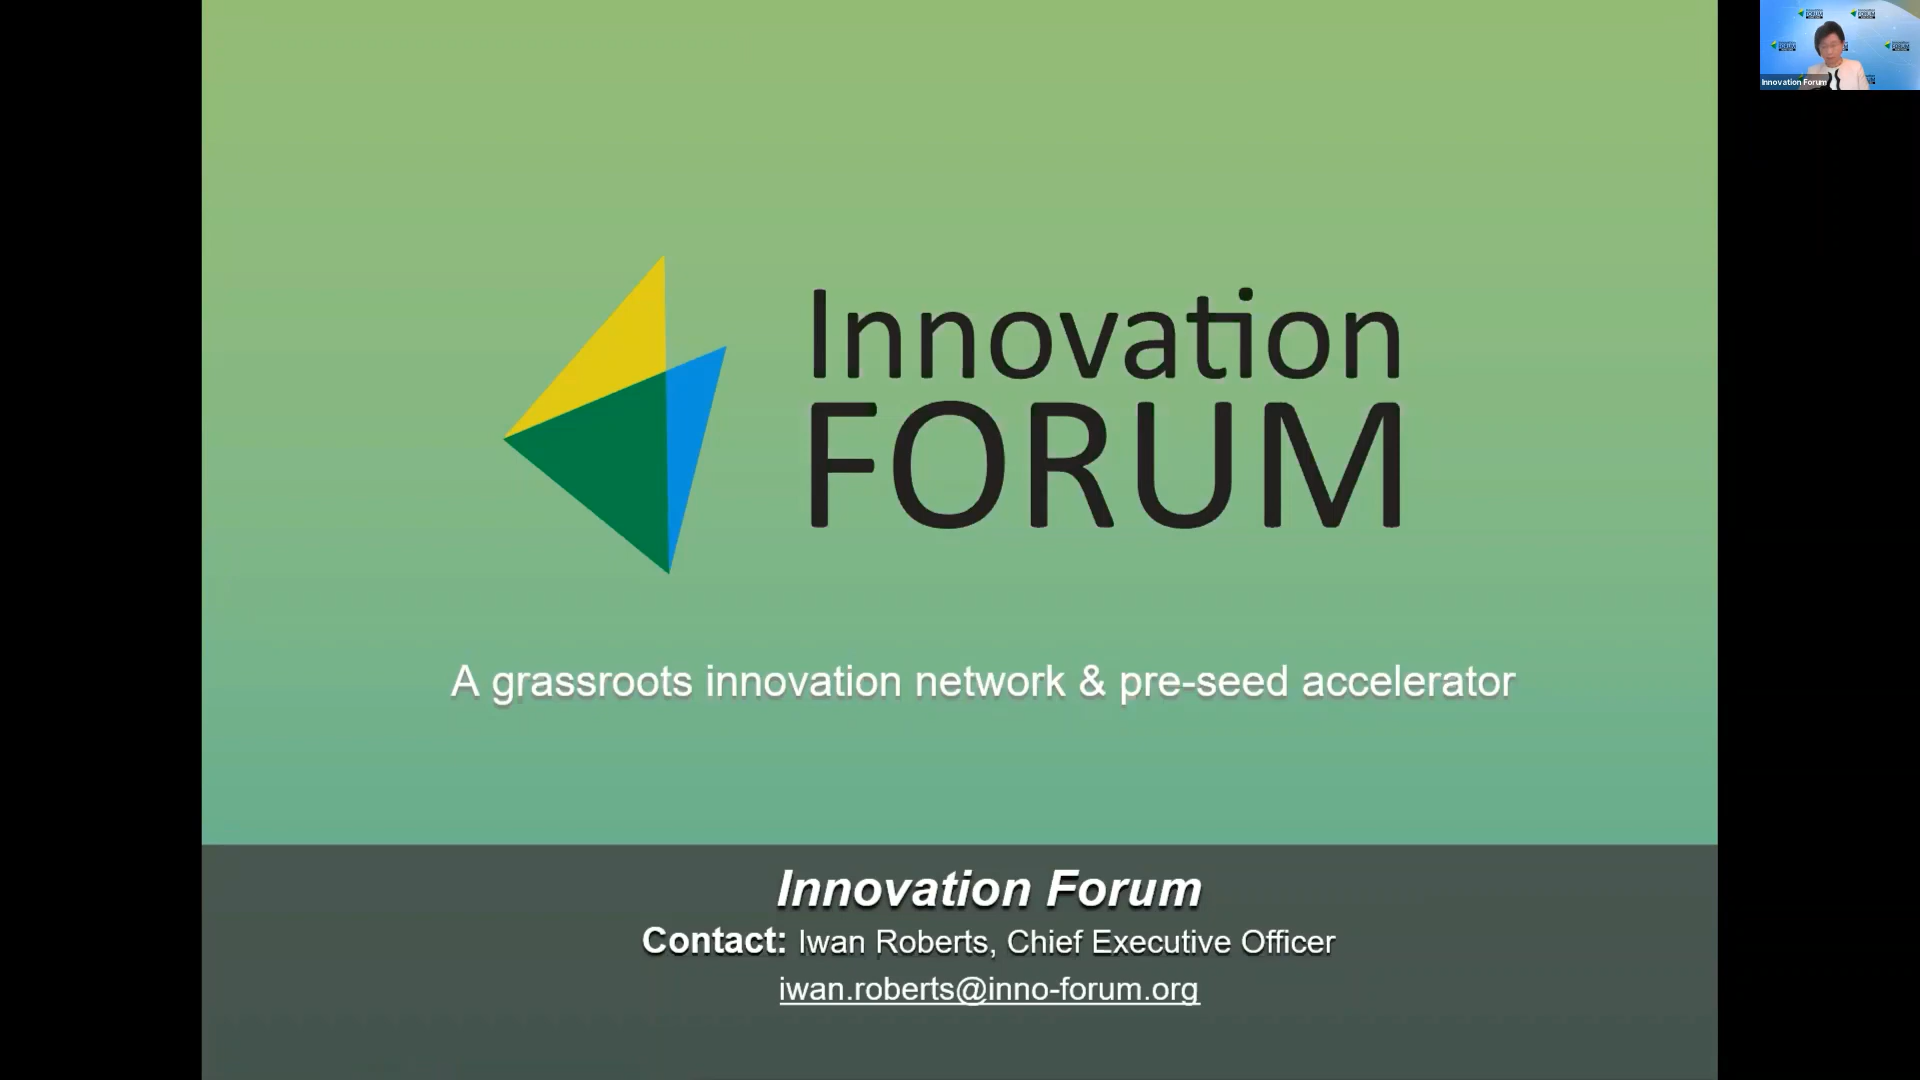 Innovation
FORUM
A grassroots innovation network & pre-seed accelerator
Innovation Forum
Contact: Iwan Roberts, Chief Executive Officer
iwan.roberts@inno-forum.org
Innovation Forum